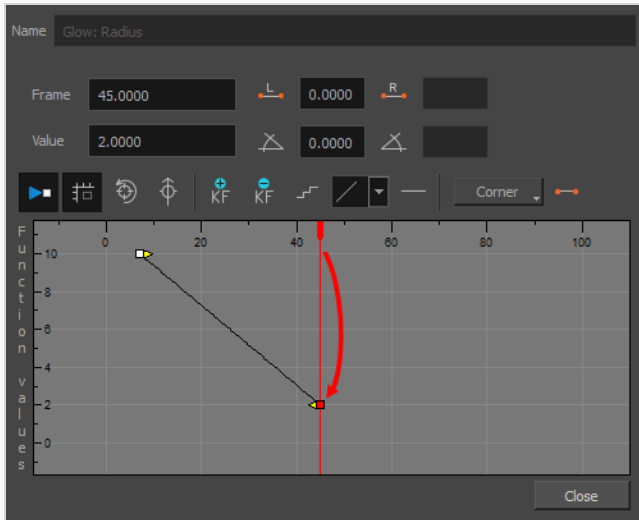 Name Glow: Radius
Frame 45.0000 L 0.0000 R
Value 2.0000 0.0000
KF KF Corner
Function values
0 20 40 60 80 100
10
8
6
4
2
0
Close